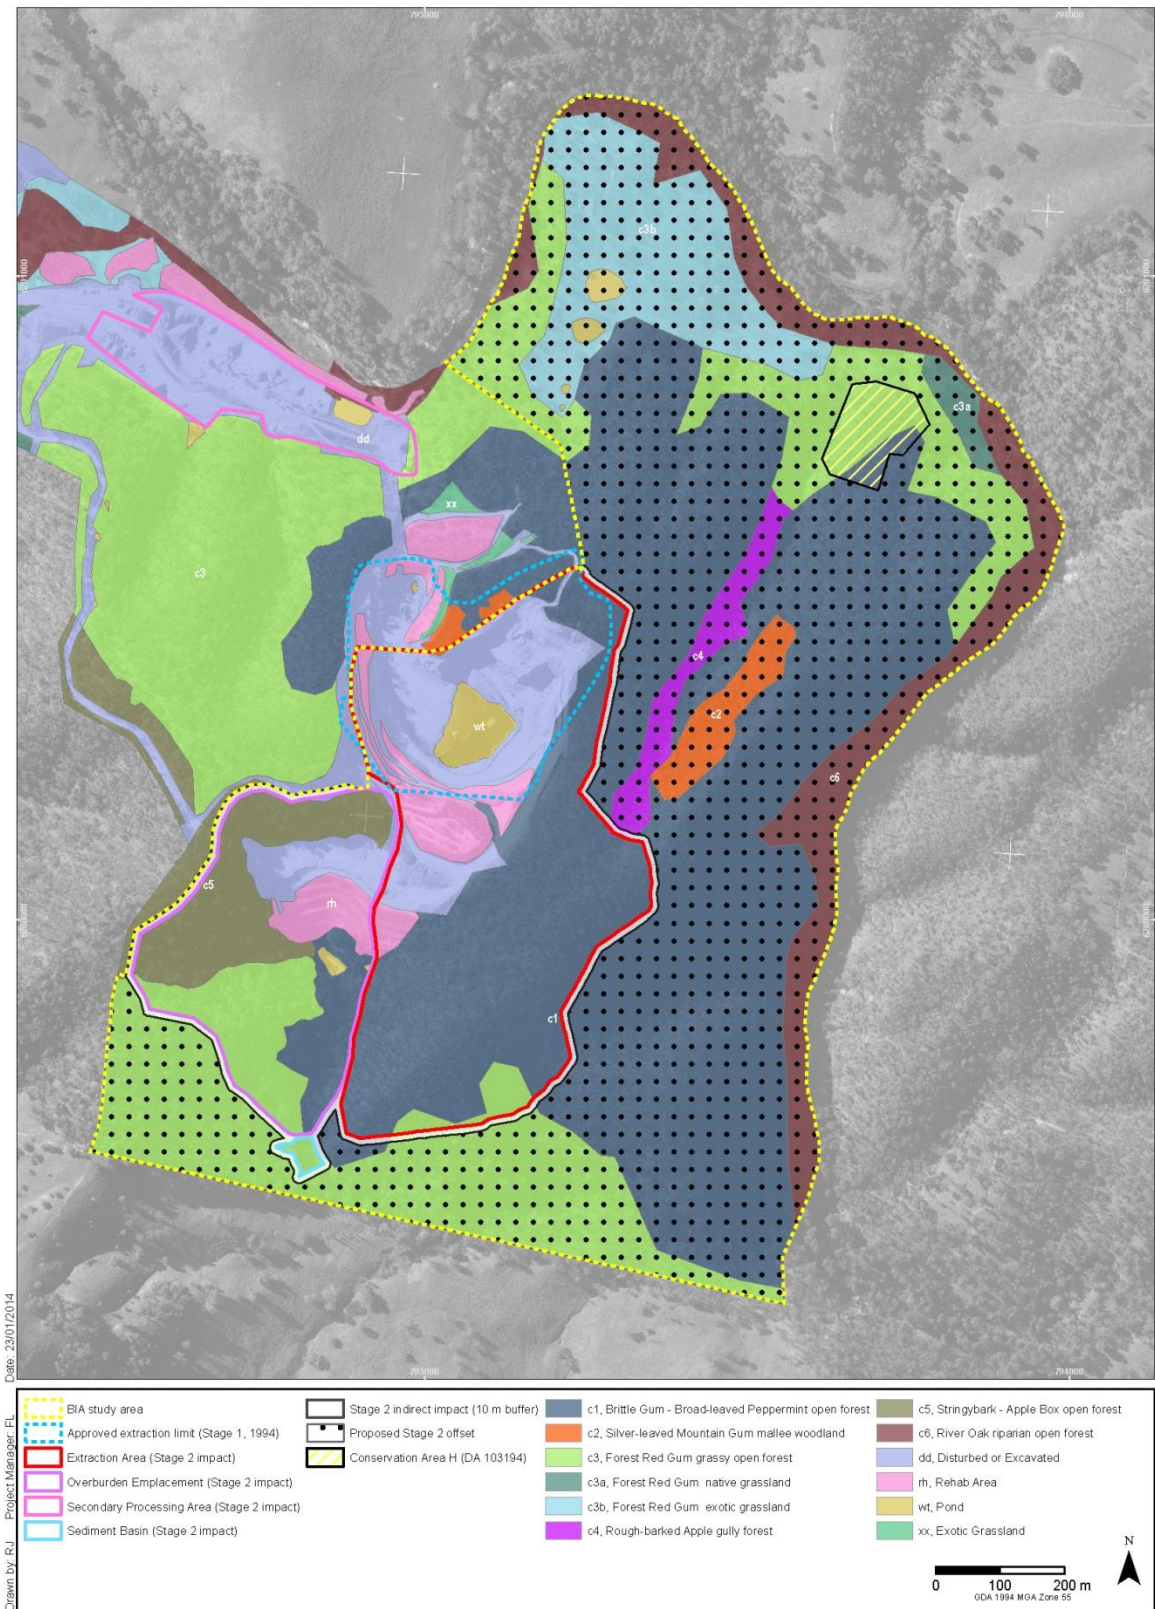 793000
794000
c3b
c3a
dd
xx
c3
c4
c2
wt
c6
c5
rh
c1
793000
794000
Date: 23/01/2014
Project Manager: FL
Drawn by: RJ
BIA study area
Approved extraction limit (Stage 1, 1994)
Extraction Area (Stage 2 impact)
Overburden Emplacement (Stage 2 impact)
Secondary Processing Area (Stage 2 impact)
Sediment Basin (Stage 2 impact)
Stage 2 indirect impact (10 m buffer)
Proposed Stage 2 offset
Conservation Area H (DA 103194)
c1, Brittle Gum - Broad-leaved Peppermint open forest
c2, Silver-leaved Mountain Gum mallee woodland
c3, Forest Red Gum grassy open forest
c3a, Forest Red Gum native grassland
c3b, Forest Red Gum exotic grassland
c4, Rough-barked Apple gully forest
c5, Stringybark - Apple Box open forest
c6, River Oak riparian open forest
dd, Disturbed or Excavated
rh, Rehab Area
wt, Pond
xx, Exotic Grassland
N
0 100 200 m
GDA 1994 MGA Zone 55